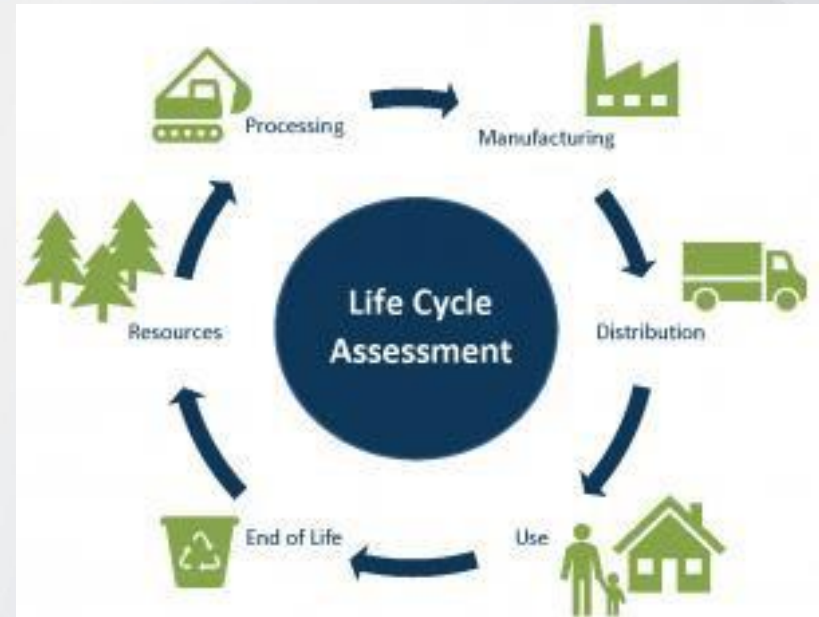 Processing
Manufacturing
Resources
Life Cycle
Assessment
Distribution
End of Life
Use